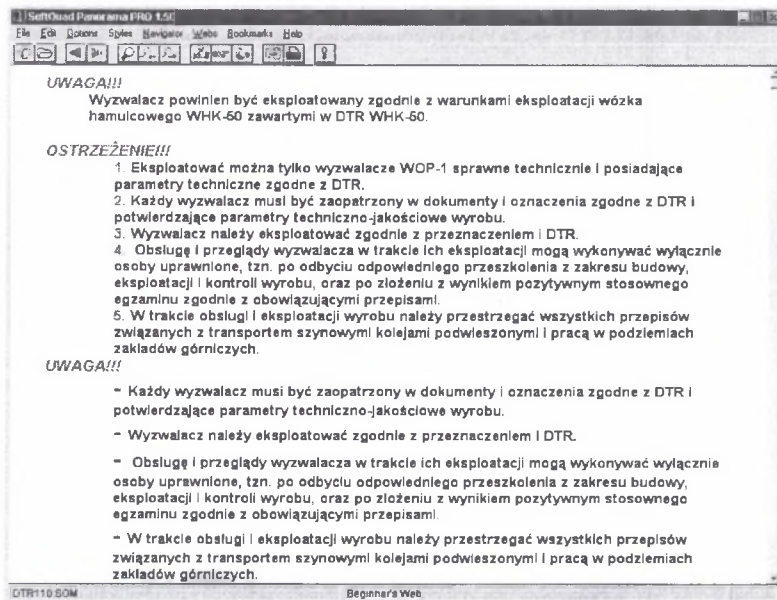 SoftQuad Panorama PRO 1.50
File Edit Options Styles Navigator Webs Bookmarks Help
UWAGA!!!
Wyzwalacz powinien być eksploatowany zgodnie z warunkami eksploatacji wózka
hamulcowego WHK-50 zawartymi w DTR WHK-50.
OSTRZEŻENIE!!!
1. Eksploatować można tylko wyzwalacze WOP-1 sprawne technicznie i posiadające
parametry techniczne zgodne z DTR.
2. Każdy wyzwalacz musi być zaopatrzony w dokumenty i oznaczenia zgodne z DTR i
potwierdzające parametry techniczno-jakościowe wyrobu.
3. Wyzwalacz należy eksploatować zgodnie z przeznaczeniem i DTR.
4. Obsługę i przeglądy wyzwalacza w trakcie ich eksploatacji mogą wykonywać wyłącznie
osoby uprawnione, tzn. po odbyciu odpowiedniego przeszkolenia z zakresu budowy,
eksploatacji i kontroli wyrobu, oraz po złożeniu z wynikiem pozytywnym stosownego
egzaminu zgodnie z obowiązującymi przepisami.
5. W trakcie obsługi i eksploatacji wyrobu należy przestrzegać wszystkich przepisów
związanych z transportem szynowymi kolejami podwieszonymi i pracą w podziemiach
zakładów górniczych.
UWAGA!!!
- Każdy wyzwalacz musi być zaopatrzony w dokumenty i oznaczenia zgodne z DTR i
potwierdzające parametry techniczno-jakościowe wyrobu.
- Wyzwalacz należy eksploatować zgodnie z przeznaczeniem i DTR.
- Obsługę i przeglądy wyzwalacza w trakcie ich eksploatacji mogą wykonywać wyłącznie
osoby uprawnione, tzn. po odbyciu odpowiedniego przeszkolenia z zakresu budowy,
eksploatacji i kontroli wyrobu, oraz po złożeniu z wynikiem pozytywnym stosownego
egzaminu zgodnie z obowiązującymi przepisami.
- W trakcie obsługi i eksploatacji wyrobu należy przestrzegać wszystkich przepisów
związanych z transportem szynowymi kolejami podwieszonymi i pracą w podziemiach
zakładów górniczych.
DTR110.SGM Beginner's Web